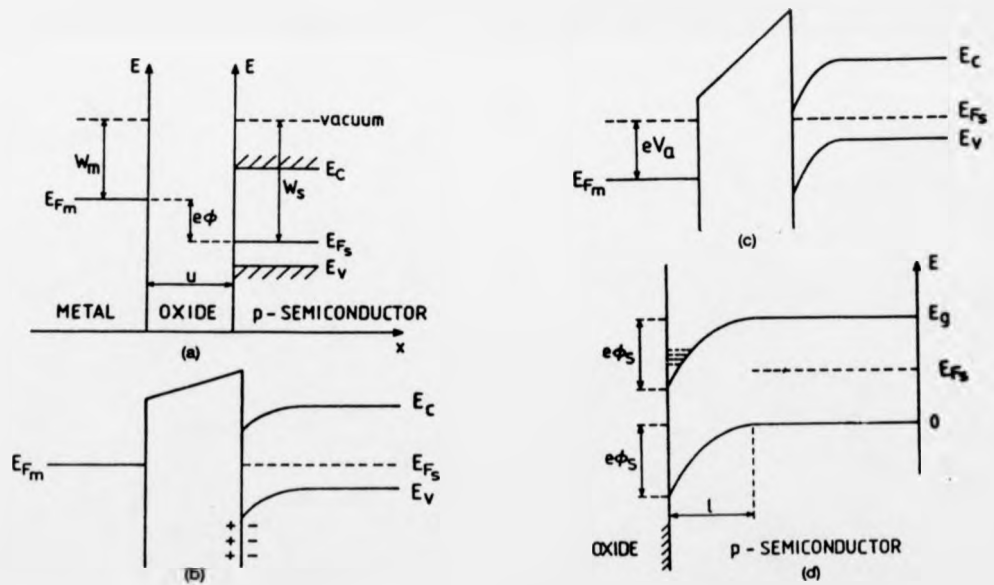 E E
vacuum
W_m W_s E_C
E_Fm eϕ
E_Fs
E_V
u
METAL OXIDE p-SEMICONDUCTOR
x
(a)
E_C
E_Fm E_Fs
E_V
+ -
+ -
+ -
(b)
E_C
E_Fs
eV_a E_V
E_Fm
(c)
E
E_g
eϕ_s
E_Fs
0
eϕ_s
l
OXIDE p-SEMICONDUCTOR
(d)